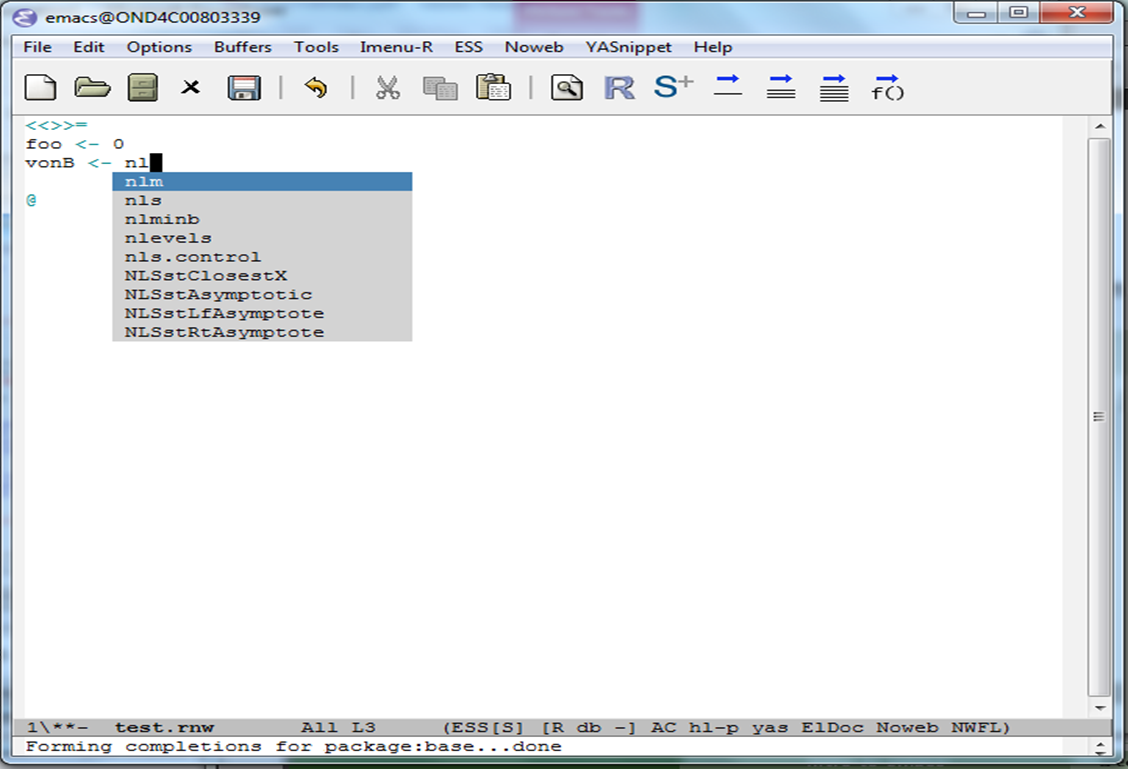 emacs@OND4C00803339
File Edit Options Buffers Tools Imenu-R ESS Noweb YASnippet Help
R S+ f()
<<>>=
foo <- 0
vonB <- nl
nlm
@
nls
nlminb
nlevels
nls.control
NLSstClosestX
NLSstAsymptotic
NLSstLfAsymptote
NLSstRtAsymptote
1\**- test.rnw All L3 (ESS[S] [R db -] AC hl-p yas ElDoc Noweb NWFL)
Forming completions for package:base...done